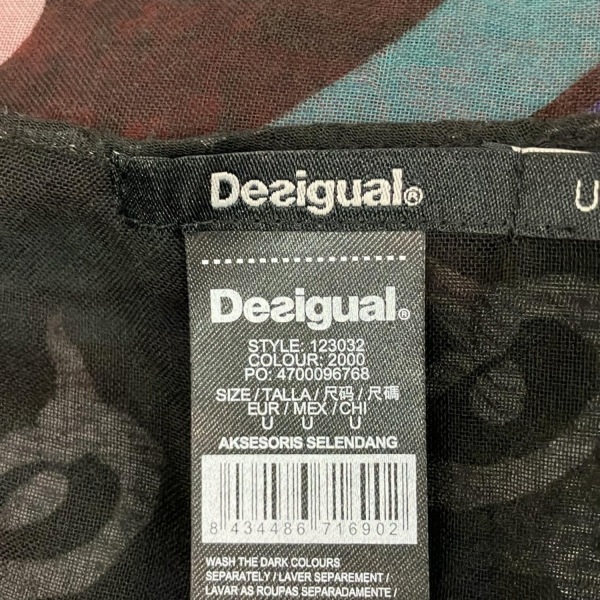 Desigual®
U
Desigual®
STYLE: 123032
COLOUR: 2000
PO: 4700096768
SIZE / TALLA / 尺码 / 尺碼
EUR / MEX / CHI
U U U
AKSESORIS SELENDANG
8 434486 716902
WASH THE DARK COLOURS
SEPARATELY / LAVER SEPAREMENT /
LAVAR AS ROUPAS SEPARADAMENTE /